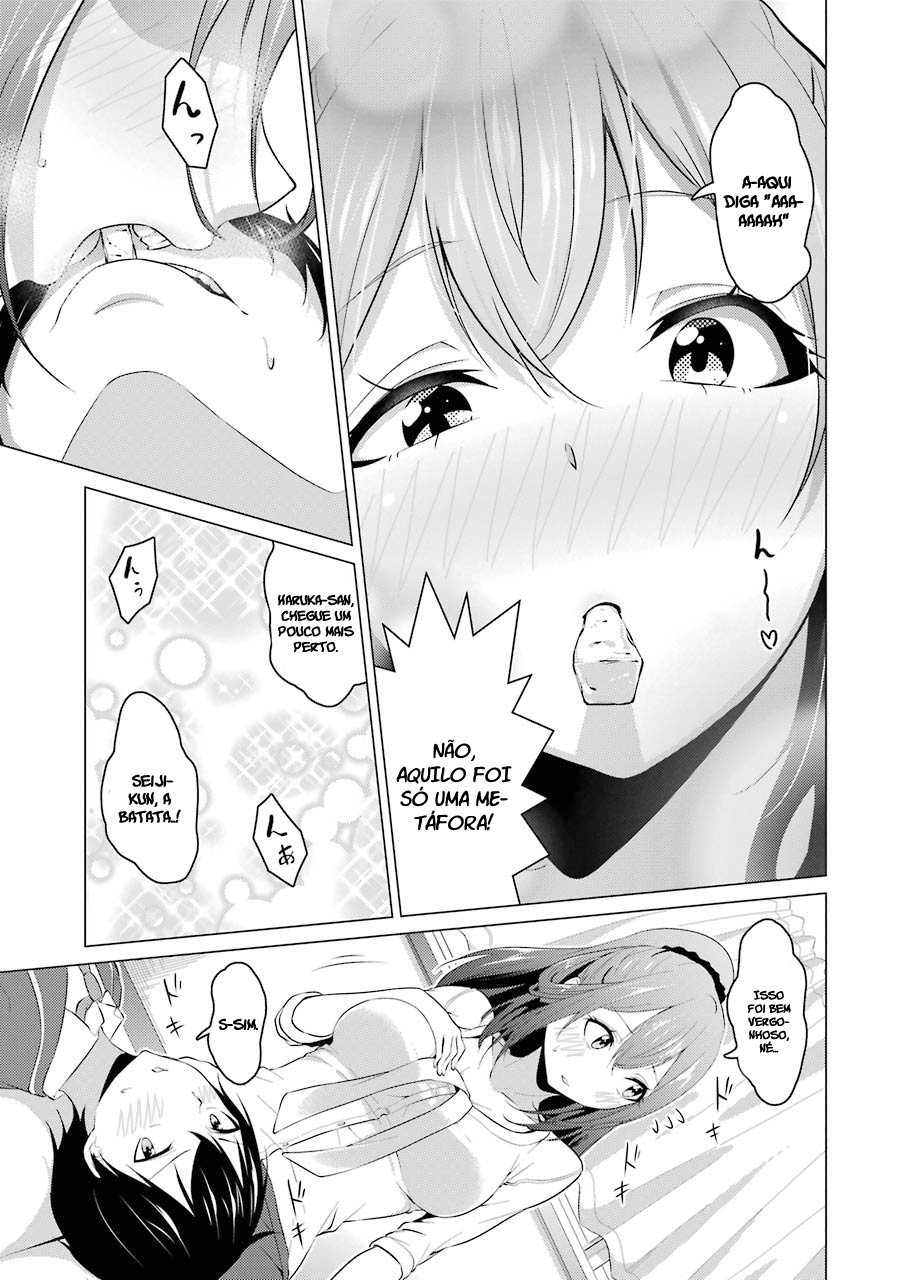 A-AQUI
DIGA "AAA-
AAAAH"
んー♡
NÃO,
AQUILO FOI
SÓ UMA ME-
TÁFORA!
んっ
HARUKA-SAN,
CHEGUE UM
POUCO MAIS
PERTO.
んぅ
SEIJI-
KUN, A
BATATA..!
んぁ
ISSO
FOI BEM
VERGO-
NHOSO,
NÉ...
ドキ
ドキ
S-SIM.
ドキ
ドキ